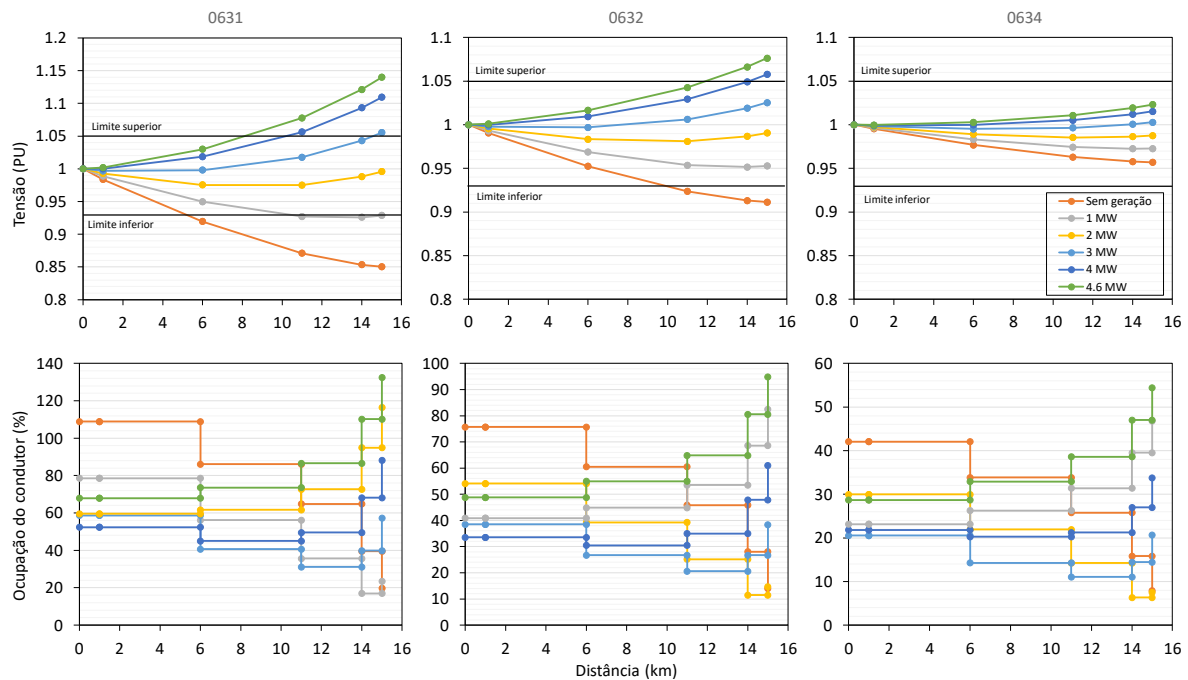 0631
0632
0634
Tensão (PU)
1.2
1.15
1.1
1.05
1
0.95
0.9
0.85
0.8
Limite superior
Limite inferior
0 2 4 6 8 10 12 14 16
1.1
1.05
1
0.95
0.9
0.85
0.8
Limite superior
Limite inferior
0 2 4 6 8 10 12 14 16
1.1
1.05
1
0.95
0.9
0.85
0.8
Limite superior
Limite inferior
Sem geração
1 MW
2 MW
3 MW
4 MW
4.6 MW
0 2 4 6 8 10 12 14 16
Ocupação do condutor (%)
140
120
100
80
60
40
20
0
0 2 4 6 8 10 12 14 16
100
90
80
70
60
50
40
30
20
10
0
0 2 4 6 8 10 12 14 16
60
50
40
30
20
10
0
0 2 4 6 8 10 12 14 16
Distância (km)